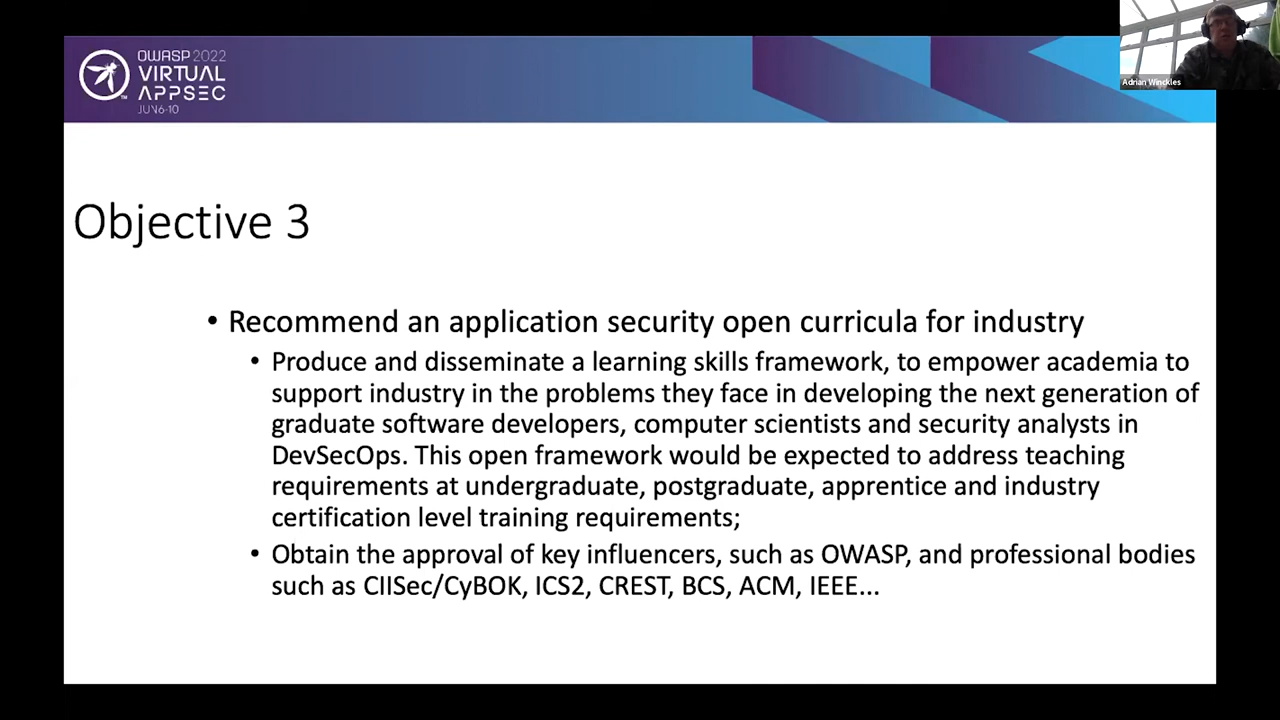 OWASP 2022
VIRTUAL
APPSEC
JUN 6-10
Adrian Winckles
Objective 3
• Recommend an application security open curricula for industry
• Produce and disseminate a learning skills framework, to empower academia to
support industry in the problems they face in developing the next generation of
graduate software developers, computer scientists and security analysts in
DevSecOps. This open framework would be expected to address teaching
requirements at undergraduate, postgraduate, apprentice and industry
certification level training requirements;
• Obtain the approval of key influencers, such as OWASP, and professional bodies
such as CIISec/CyBOK, ICS2, CREST, BCS, ACM, IEEE...